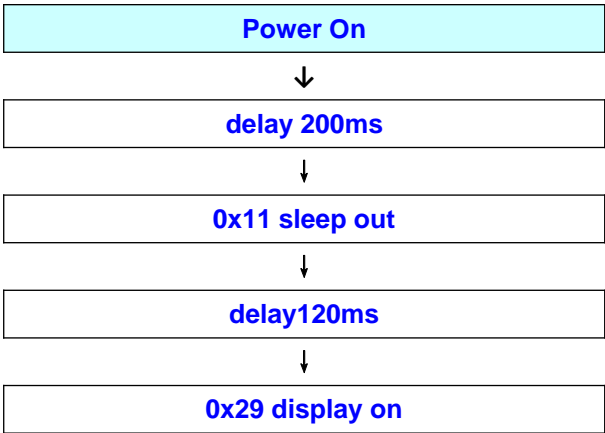 Power On
delay 200ms
0x11 sleep out
delay120ms
0x29 display on